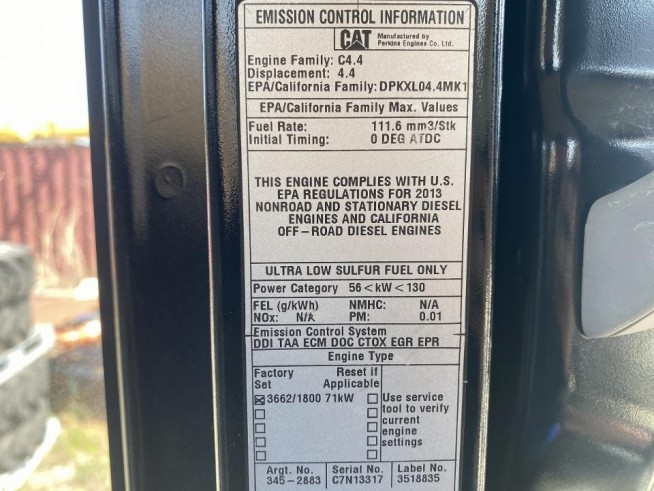 EMISSION CONTROL INFORMATION
CAT Manufactured by
Perkins Engines Co. Ltd.
Engine Family: C4.4
Displacement: 4.4
EPA/California Family: DPKXL04.4MK1
EPA/California Family Max. Values
Fuel Rate: 111.6 mm3/Stk
Initial Timing: 0 DEG ATDC
THIS ENGINE COMPLIES WITH U.S.
EPA REGULATIONS FOR 2013
NONROAD AND STATIONARY DIESEL
ENGINES AND CALIFORNIA
OFF-ROAD DIESEL ENGINES
ULTRA LOW SULFUR FUEL ONLY
Power Category 56<kW<130
FEL (g/kWh) NMHC: N/A
NOx: N/A PM: 0.01
Emission Control System
DDI TAA ECM DOC CTOX EGR EPR
Engine Type
Factory Reset if
Set Applicable
3662/1800 71kW Use service
tool to verify
current
engine
settings
Argt. No. Serial No. Label No.
345-2883 C7N13317 3518835